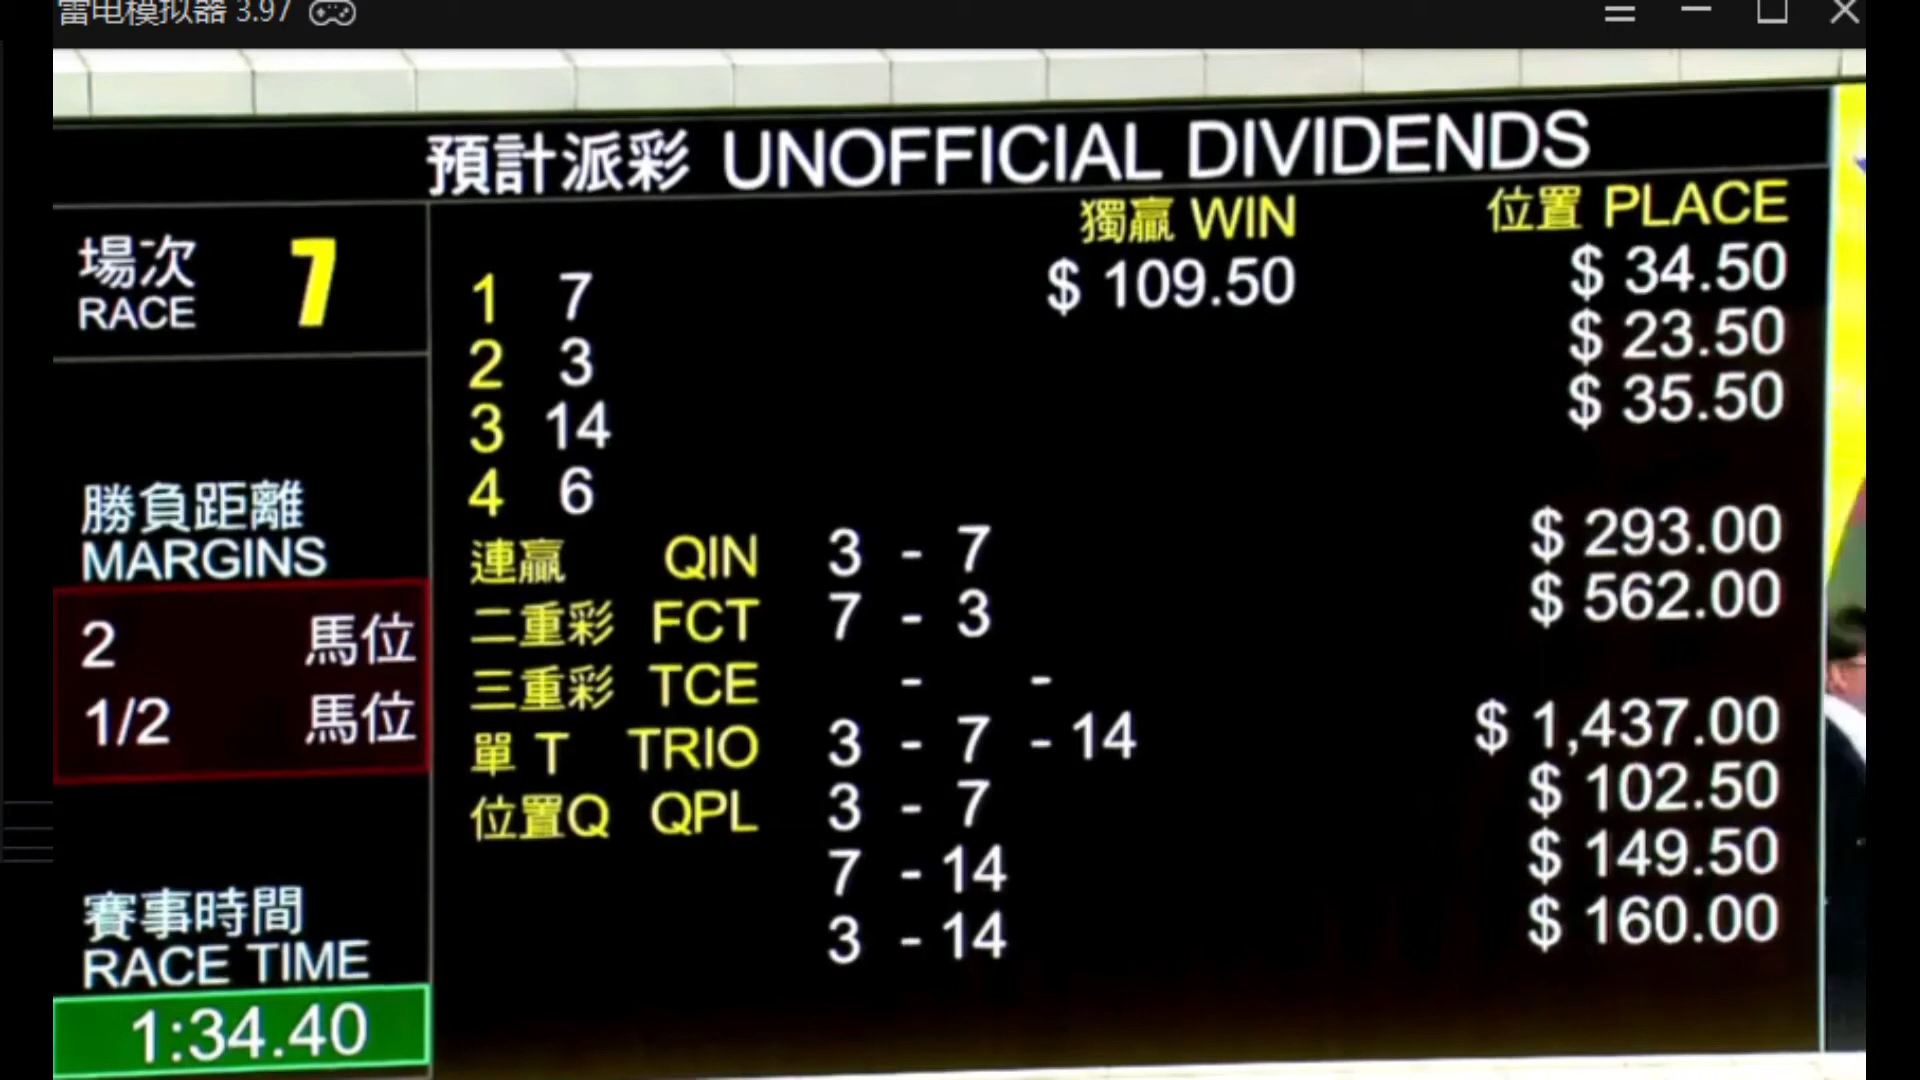 雷电模拟器 3.97
預計派彩 UNOFFICIAL DIVIDENDS
場次 7
RACE
獨贏 WIN 位置 PLACE
1 7 $ 109.50 $ 34.50
2 3 $ 23.50
3 14 $ 35.50
4 6
勝負距離
MARGINS
2 馬位
1/2 馬位
連贏 QIN 3 - 7 $ 293.00
二重彩 FCT 7 - 3 $ 562.00
三重彩 TCE - -
單 T TRIO 3 - 7 - 14 $ 1,437.00
位置Q QPL 3 - 7 $ 102.50
7 - 14 $ 149.50
3 - 14 $ 160.00
賽事時間
RACE TIME
1:34.40